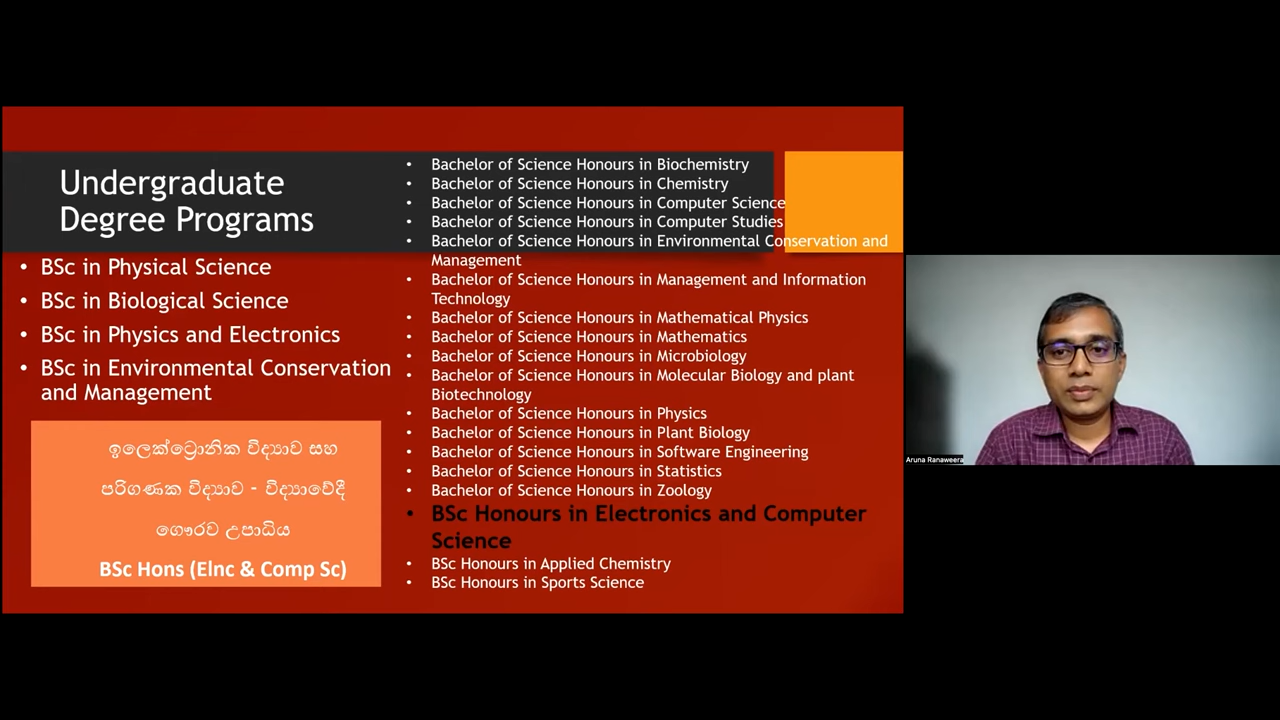 Undergraduate
Degree Programs
• BSc in Physical Science
• BSc in Biological Science
• BSc in Physics and Electronics
• BSc in Environmental Conservation
and Management
ඉලෙක්ට්‍රොනික විද්‍යාව සහ
පරිගණක විද්‍යාව - විද්‍යාවේදී
ගෞරව උපාධිය
BSc Hons (Elnc & Comp Sc)
• Bachelor of Science Honours in Biochemistry
• Bachelor of Science Honours in Chemistry
• Bachelor of Science Honours in Computer Science
• Bachelor of Science Honours in Computer Studies
• Bachelor of Science Honours in Environmental Conservation and
Management
• Bachelor of Science Honours in Management and Information
Technology
• Bachelor of Science Honours in Mathematical Physics
• Bachelor of Science Honours in Mathematics
• Bachelor of Science Honours in Microbiology
• Bachelor of Science Honours in Molecular Biology and plant
Biotechnology
• Bachelor of Science Honours in Physics
• Bachelor of Science Honours in Plant Biology
• Bachelor of Science Honours in Software Engineering
• Bachelor of Science Honours in Statistics
• Bachelor of Science Honours in Zoology
• BSc Honours in Electronics and Computer
Science
• BSc Honours in Applied Chemistry
• BSc Honours in Sports Science
Aruna Ranaweera